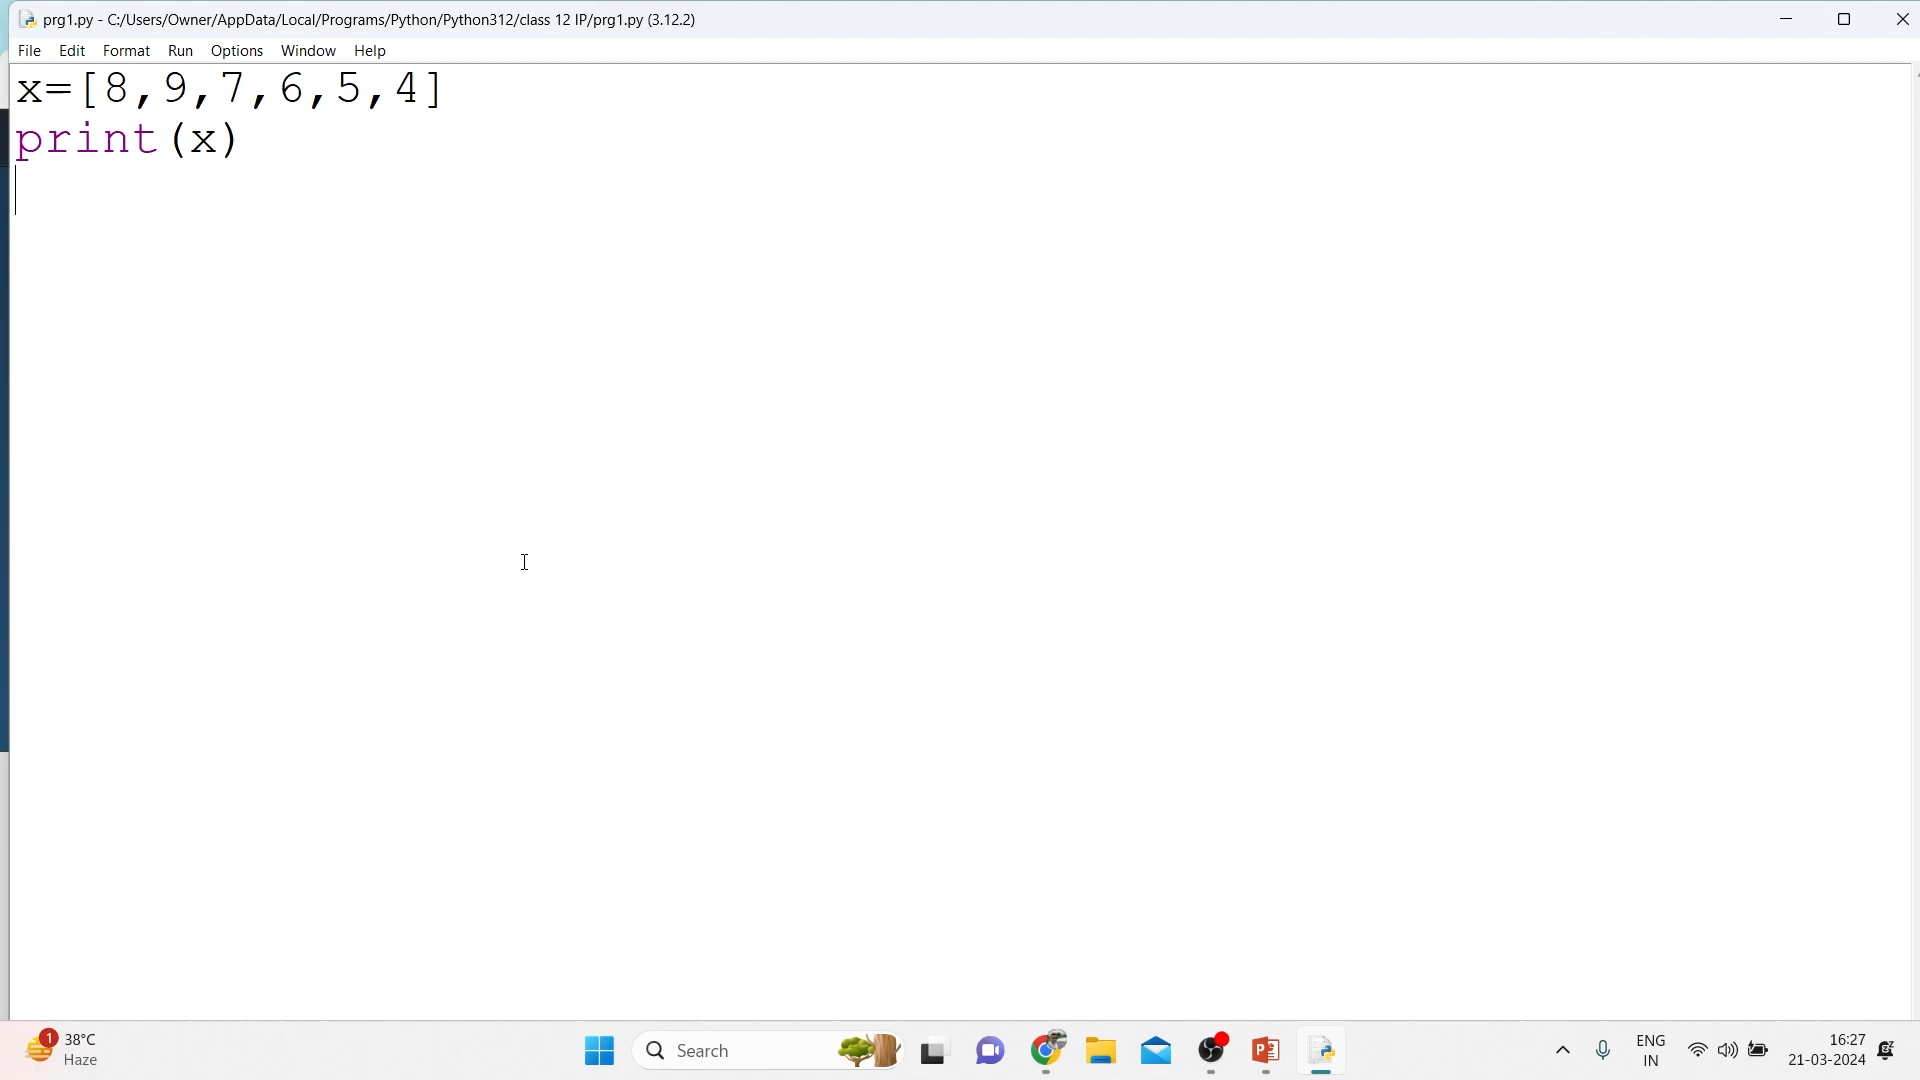 prg1.py - C:/Users/Owner/AppData/Local/Programs/Python/Python312/class 12 IP/prg1.py (3.12.2)
File Edit Format Run Options Window Help
x=[8,9,7,6,5,4]
print(x)
1 38°C
Haze
Search
ENG
IN
16:27
21-03-2024